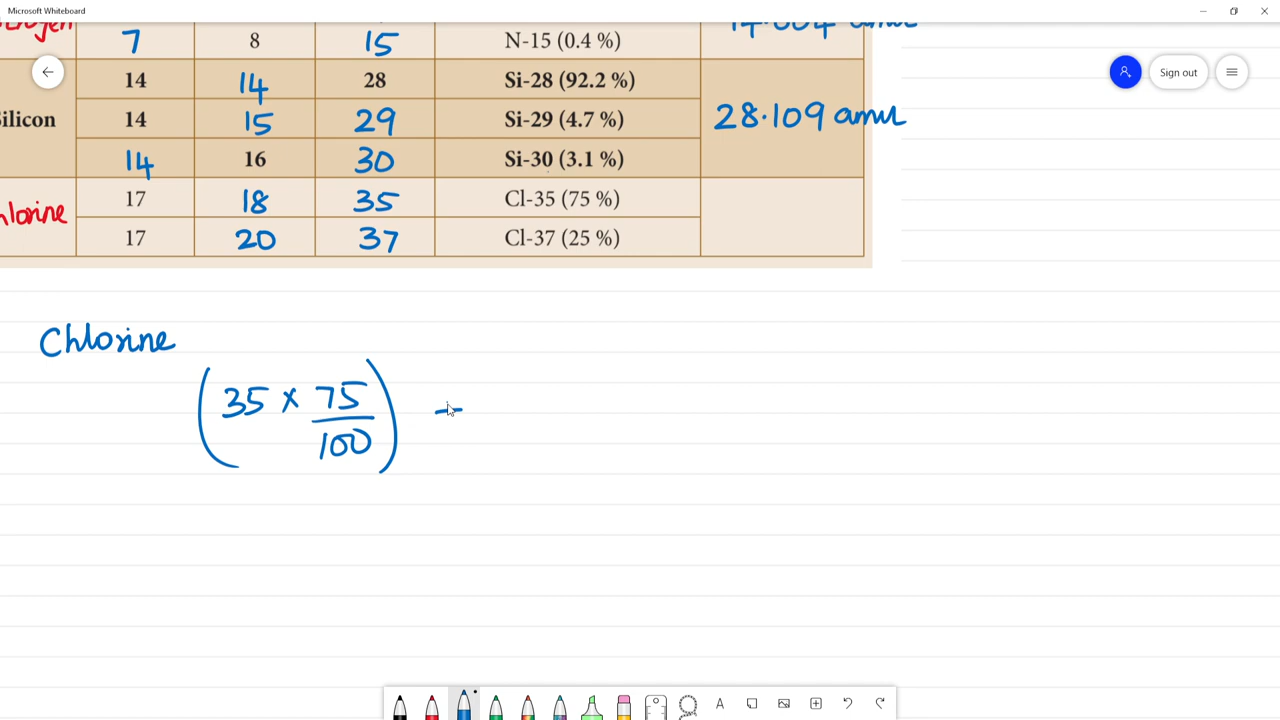 Microsoft Whiteboard
7 8 15 N-15 (0.4 %)
Sign out
14 14 28 Si-28 (92.2 %)
ilicon 14 15 29 Si-29 (4.7 %) 28.109 amu
14 16 30 Si-30 (3.1 %)
hlorine 17 18 35 Cl-35 (75 %)
17 20 37 Cl-37 (25 %)
Chlorine
(35 × 75/100) +
A